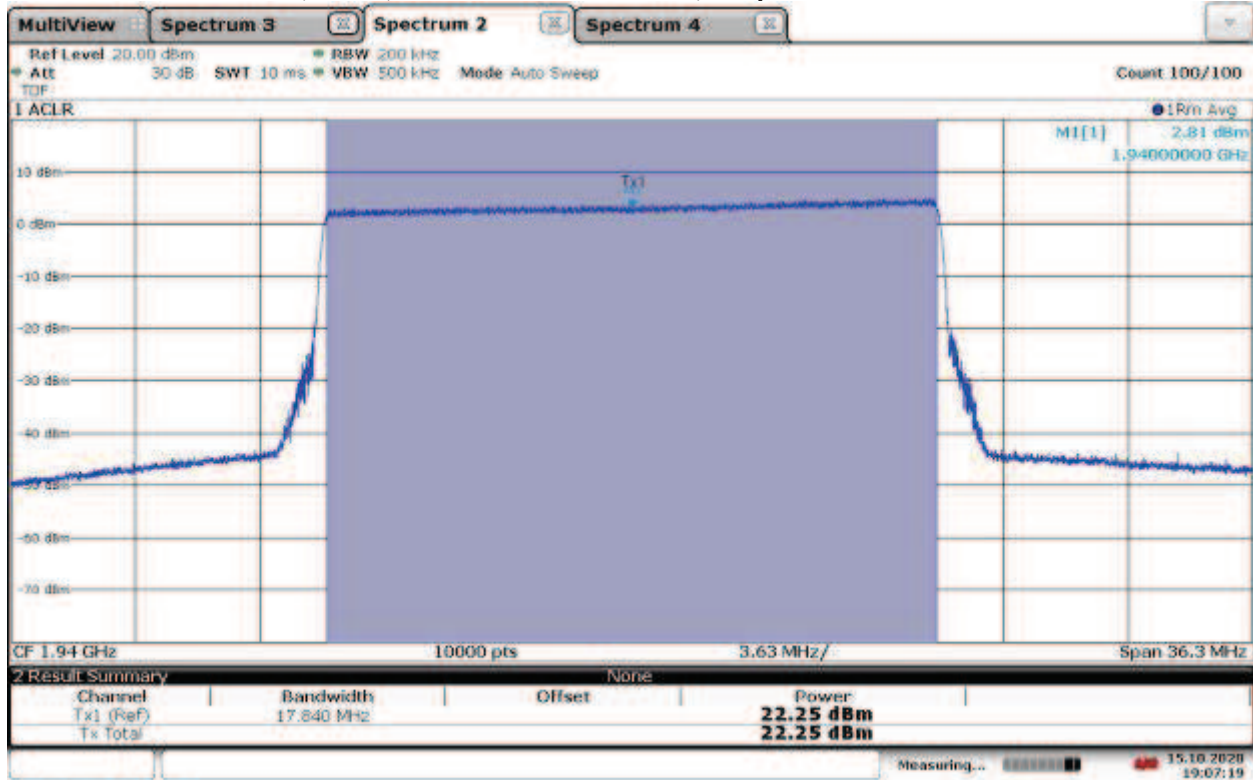 MultiView Spectrum 3 Spectrum 2 Spectrum 4
Ref Level 20.00 dBm RBW 200 kHz
Att 30 dB SWT 10 ms VBW 500 kHz Mode Auto Sweep Count 100/100
TDF
1 ACLR 1Rm Avg
M1[1] 2.81 dBm
1.94000000 GHz
10 dBm
Tx1
0 dBm
-10 dBm
-20 dBm
-30 dBm
-40 dBm
-50 dBm
-60 dBm
-70 dBm
CF 1.94 GHz 10000 pts 3.63 MHz/ Span 36.3 MHz
2 Result Summary None
Channel Bandwidth Offset Power
Tx1 (Ref) 17.840 MHz 22.25 dBm
Tx Total 22.25 dBm
Measuring... 15.10.2020
19:07:19